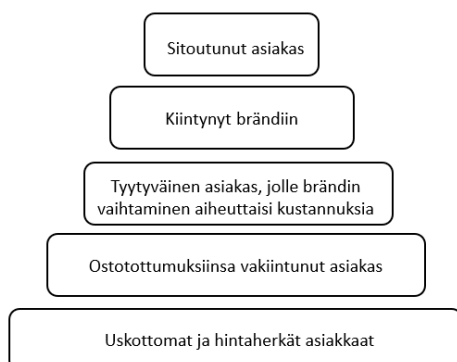 Sitoutunut asiakas
Kiintynyt brändiin
Tyytyväinen asiakas, jolle brändin
vaihtaminen aiheuttaisi kustannuksia
Ostotottumuksiinsa vakiintunut asiakas
Uskottomat ja hintaherkät asiakkaat